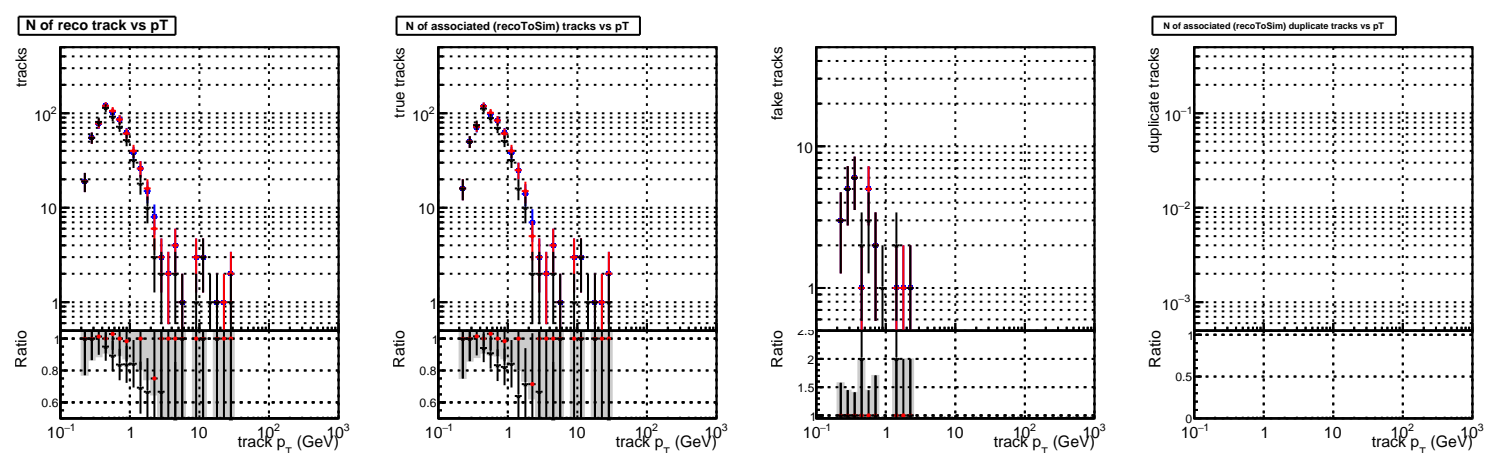 N of reco track vs pT
tracks
10²
10
1
Ratio
1
0.8
0.6
10⁻¹ 1 10 10² 10³
track p_T (GeV)
N of associated (recoToSim) tracks vs pT
true tracks
10²
10
1
Ratio
1
0.8
0.6
10⁻¹ 1 10 10² 10³
track p_T (GeV)
fake tracks
10
1
Ratio
2.5
2
1.5
1
10⁻¹ 1 10 10² 10³
track p_T (GeV)
N of associated (recoToSim) duplicate tracks vs pT
duplicate tracks
10⁻¹
10⁻²
10⁻³
Ratio
1
0.5
0
10⁻¹ 1 10 10² 10³
track p_T (GeV)